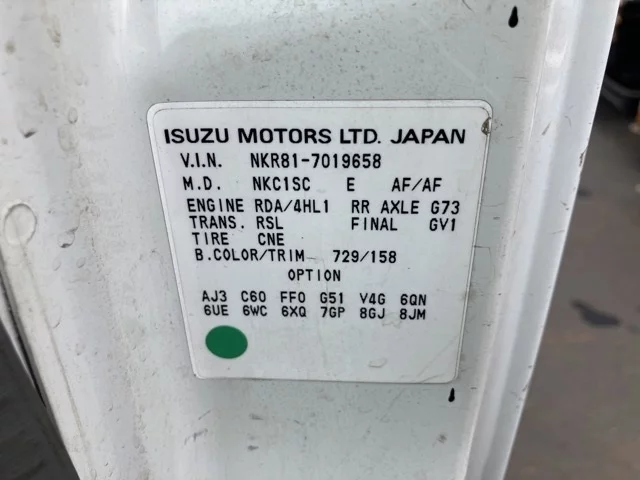 ISUZU MOTORS LTD. JAPAN
V.I.N. NKR81-7019658
M.D. NKC1SC E AF/AF
ENGINE RDA/4HL1 RR AXLE G73
TRANS. RSL FINAL GV1
TIRE CNE
B.COLOR/TRIM 729/158
OPTION
AJ3 C60 FF0 G51 V4G 6QN
6UE 6WC 6XQ 7GP 8GJ 8JM